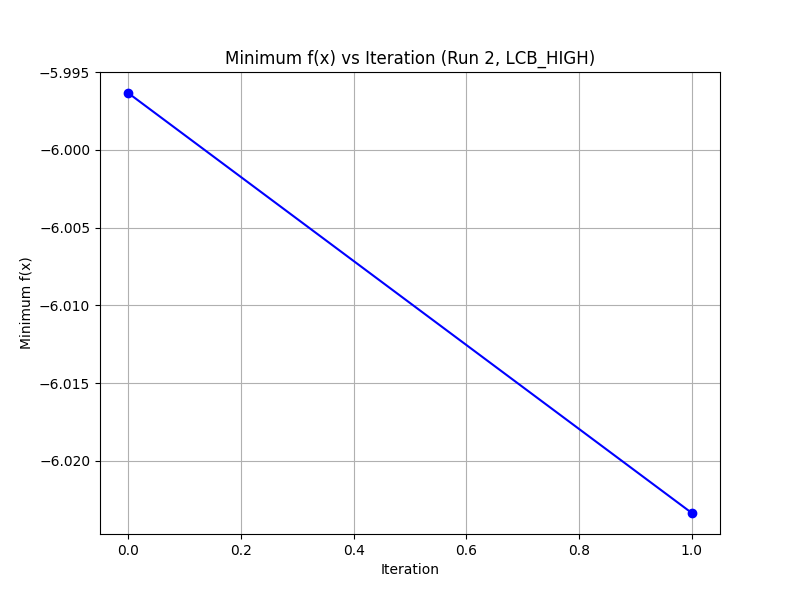 Minimum f(x) vs Iteration (Run 2, LCB_HIGH)
−5.995
−6.000
−6.005
−6.010
−6.015
−6.020
Minimum f(x)
0.0 0.2 0.4 0.6 0.8 1.0
Iteration